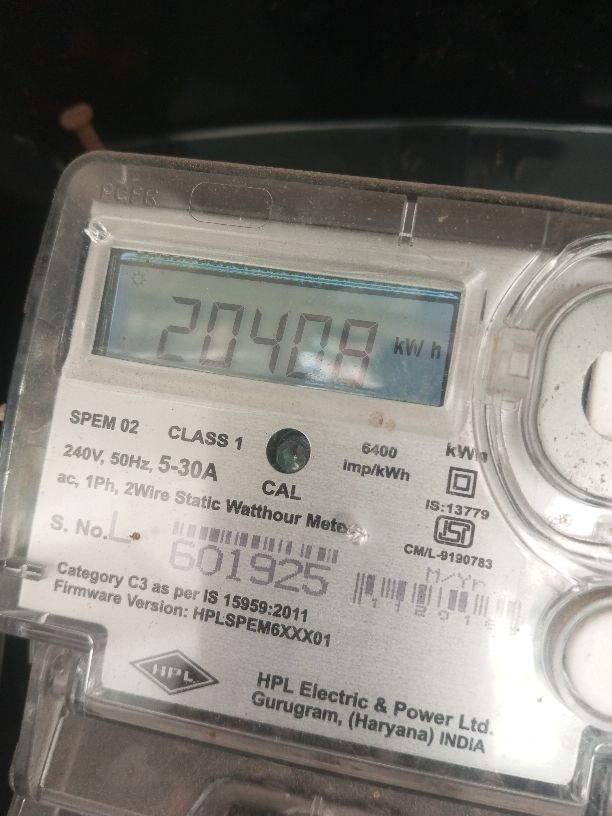 20408 kWh
SPEM 02 CLASS 1 6400 imp/kWh
240V, 50Hz, 5-30A
CAL
ac, 1Ph, 2Wire Static Watthour Meter
IS:13779
ISI
CM/L-9190783
S. No. L
601925
M/Yr
Category C3 as per IS 15959:2011
Firmware Version: HPLSPEM6XXX01
HPL
HPL Electric & Power Ltd.
Gurugram, (Haryana) INDIA